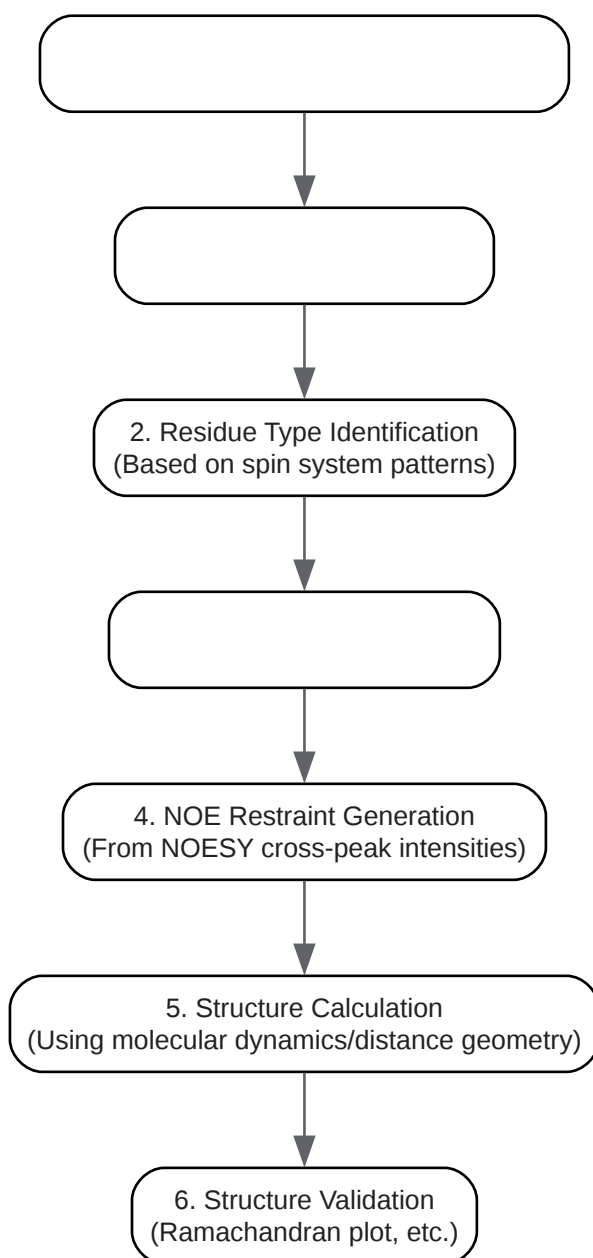 2. Residue Type Identification
(Based on spin system patterns)
4. NOE Restraint Generation
(From NOESY cross-peak intensities)
5. Structure Calculation
(Using molecular dynamics/distance geometry)
6. Structure Validation
(Ramachandran plot, etc.)